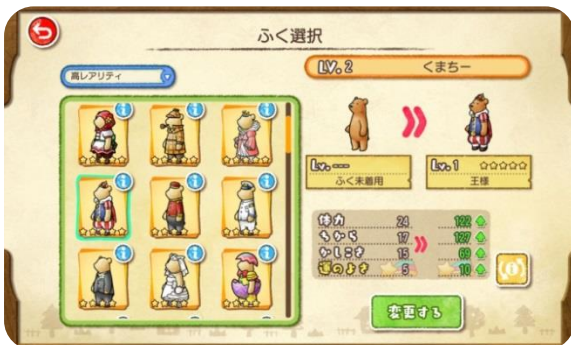 ふく選択
高レアリティ
LV.2 くまちー
Lv.---
ふく未着用
Lv.1 ☆☆☆☆☆
王様
体力 24 122
ちから 17 127
かしこさ 15 69
運のよさ 5 10
変更する